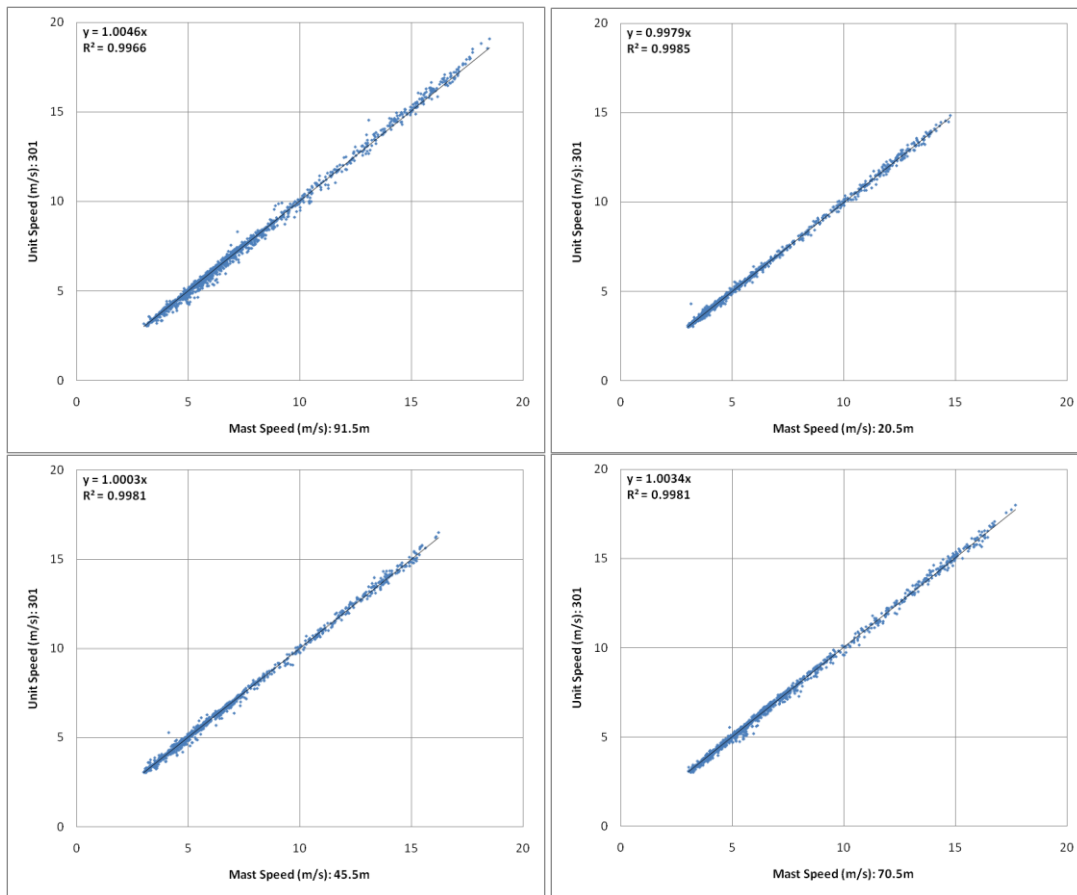 20
y = 1.0046x
R² = 0.9966
15
10
5
0
Unit Speed (m/s): 301
0 5 10 15 20
Mast Speed (m/s): 91.5m
20
y = 0.9979x
R² = 0.9985
15
10
5
0
Unit Speed (m/s): 301
0 5 10 15 20
Mast Speed (m/s): 20.5m
20
y = 1.0003x
R² = 0.9981
15
10
5
0
Unit Speed (m/s): 301
0 5 10 15 20
Mast Speed (m/s): 45.5m
20
y = 1.0034x
R² = 0.9981
15
10
5
0
Unit Speed (m/s): 301
0 5 10 15 20
Mast Speed (m/s): 70.5m